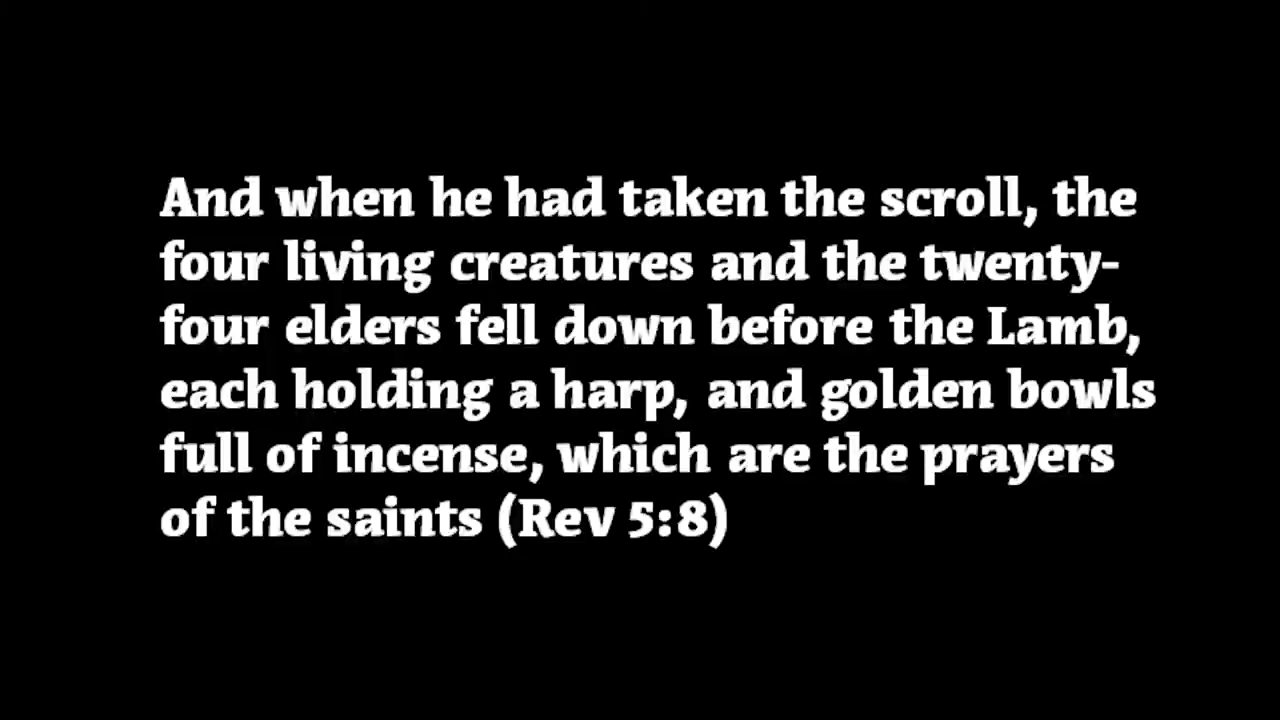 And when he had taken the scroll, the
four living creatures and the twenty-
four elders fell down before the Lamb,
each holding a harp, and golden bowls
full of incense, which are the prayers
of the saints (Rev 5:8)